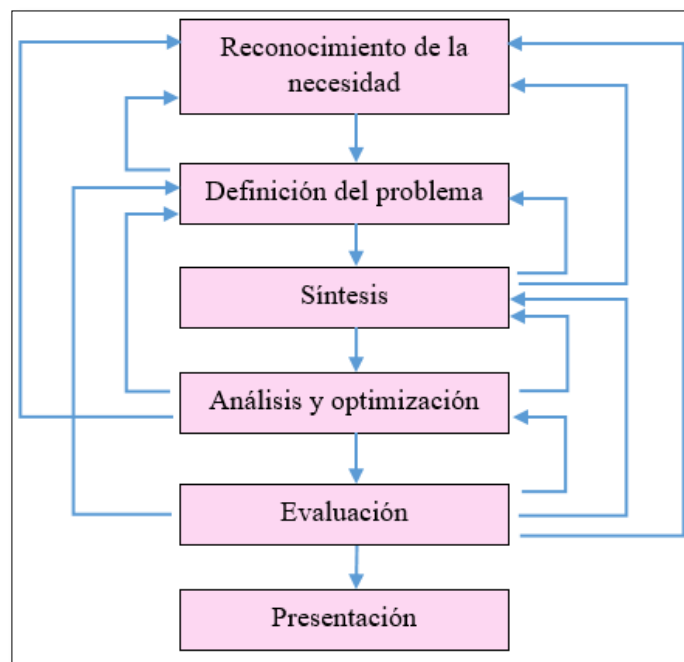 Reconocimiento de la
necesidad
Definición del problema
Síntesis
Análisis y optimización
Evaluación
Presentación